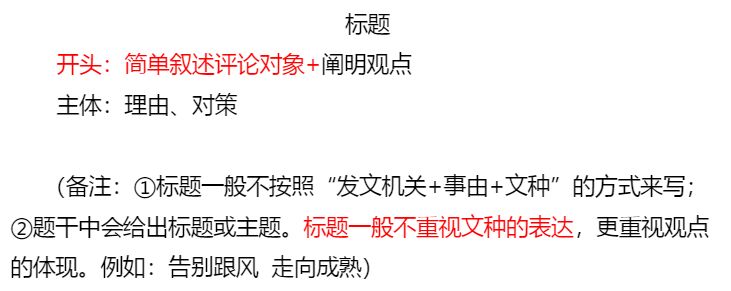 标题
开头：简单叙述评论对象+阐明观点
主体：理由、对策
（备注：①标题一般不按照“发文机关+事由+文种”的方式来写；
②题干中会给出标题或主题。标题一般不重视文种的表达，更重视观点
的体现。例如：告别跟风 走向成熟）